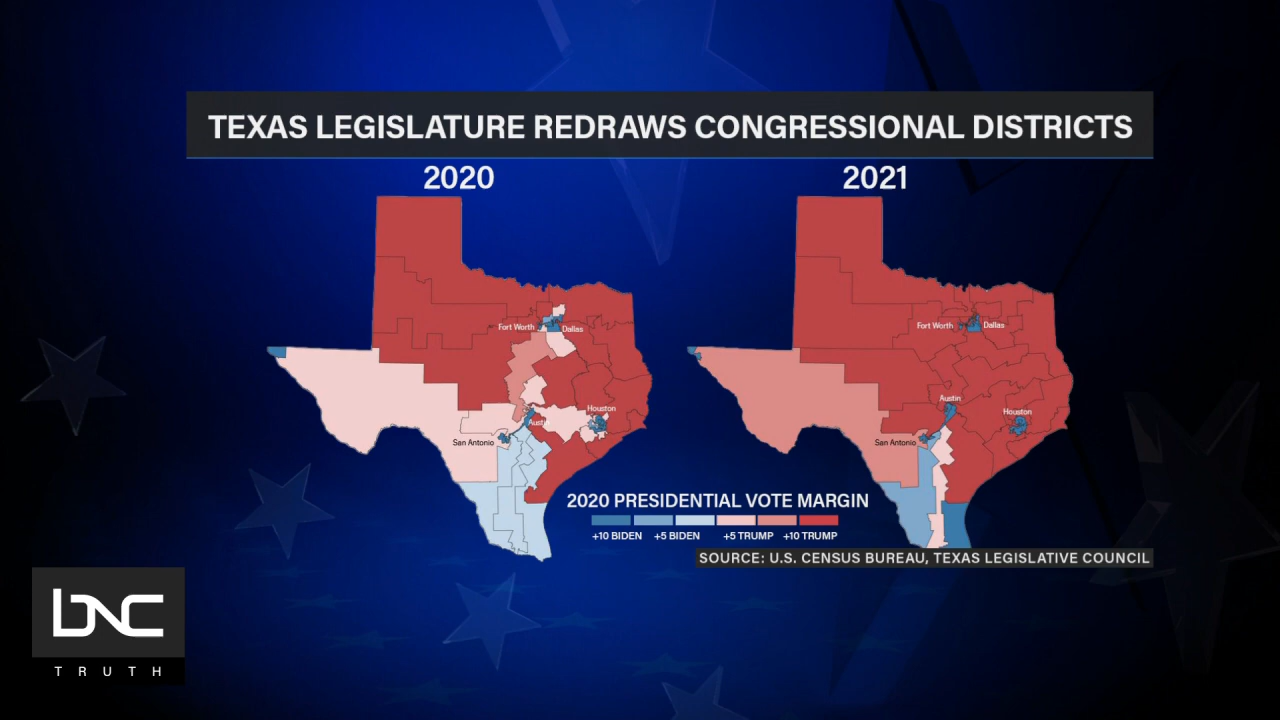 TEXAS LEGISLATURE REDRAWS CONGRESSIONAL DISTRICTS
2020
2021
Fort Worth
Dallas
Houston
Austin
San Antonio
Fort Worth
Dallas
Austin
Houston
San Antonio
2020 PRESIDENTIAL VOTE MARGIN
+10 BIDEN +5 BIDEN +5 TRUMP +10 TRUMP
SOURCE: U.S. CENSUS BUREAU, TEXAS LEGISLATIVE COUNCIL
BNC
TRUTH